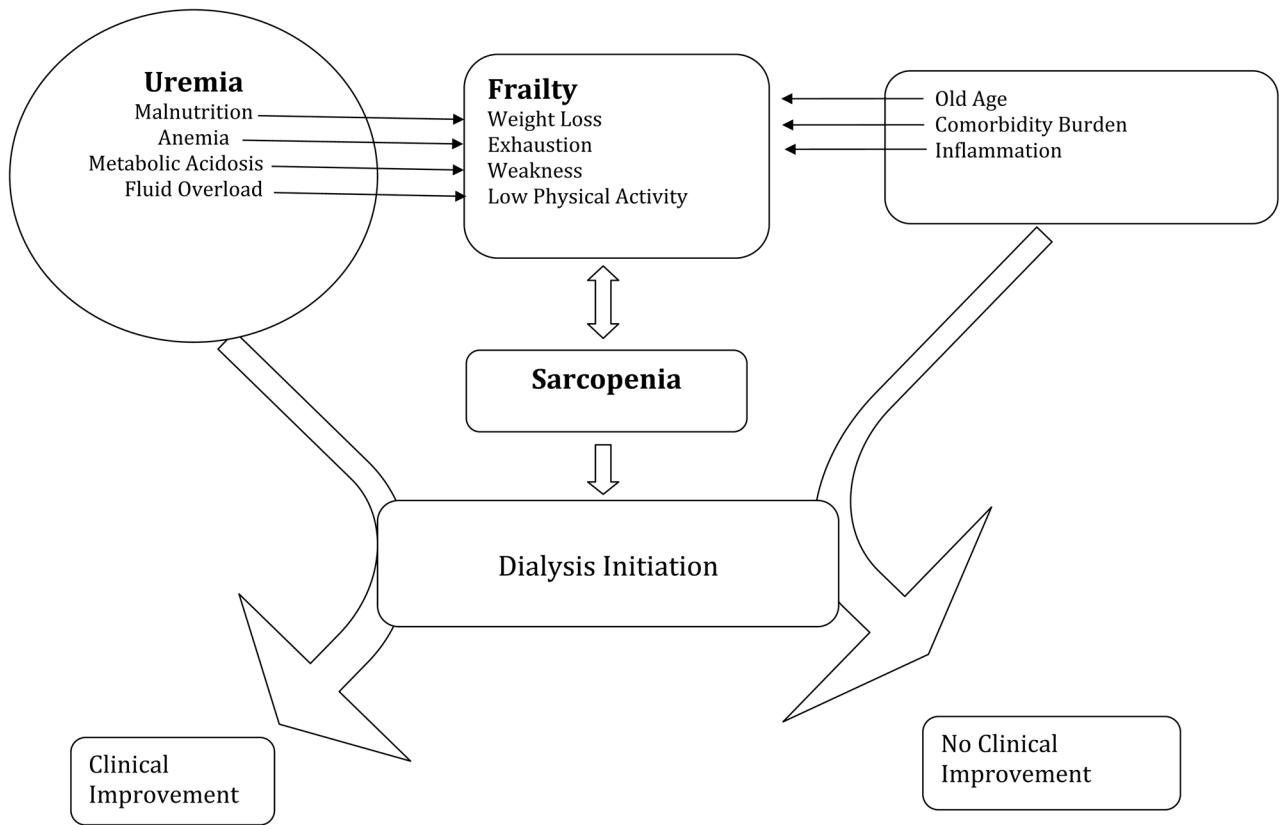 Uremia
Malnutrition
Anemia
Metabolic Acidosis
Fluid Overload
Frailty
Weight Loss
Exhaustion
Weakness
Low Physical Activity
Old Age
Comorbidity Burden
Inflammation
Sarcopenia
Dialysis Initiation
Clinical
Improvement
No Clinical
Improvement